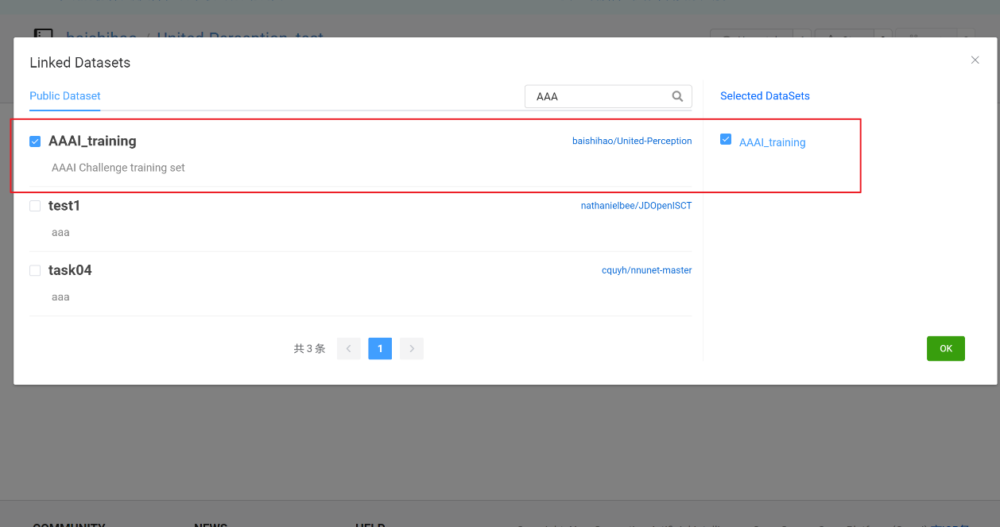 baishihao / United-Perception_test
Linked Datasets
Public Dataset
AAA
Selected DataSets
AAAI_training
baishihao/United-Perception
AAAI_training
AAAI Challenge training set
test1
nathanielbee/JDOpenISCT
aaa
task04
cquyh/nnunet-master
aaa
共 3 条
1
OK
COMMUNITY
NEWS
HELP